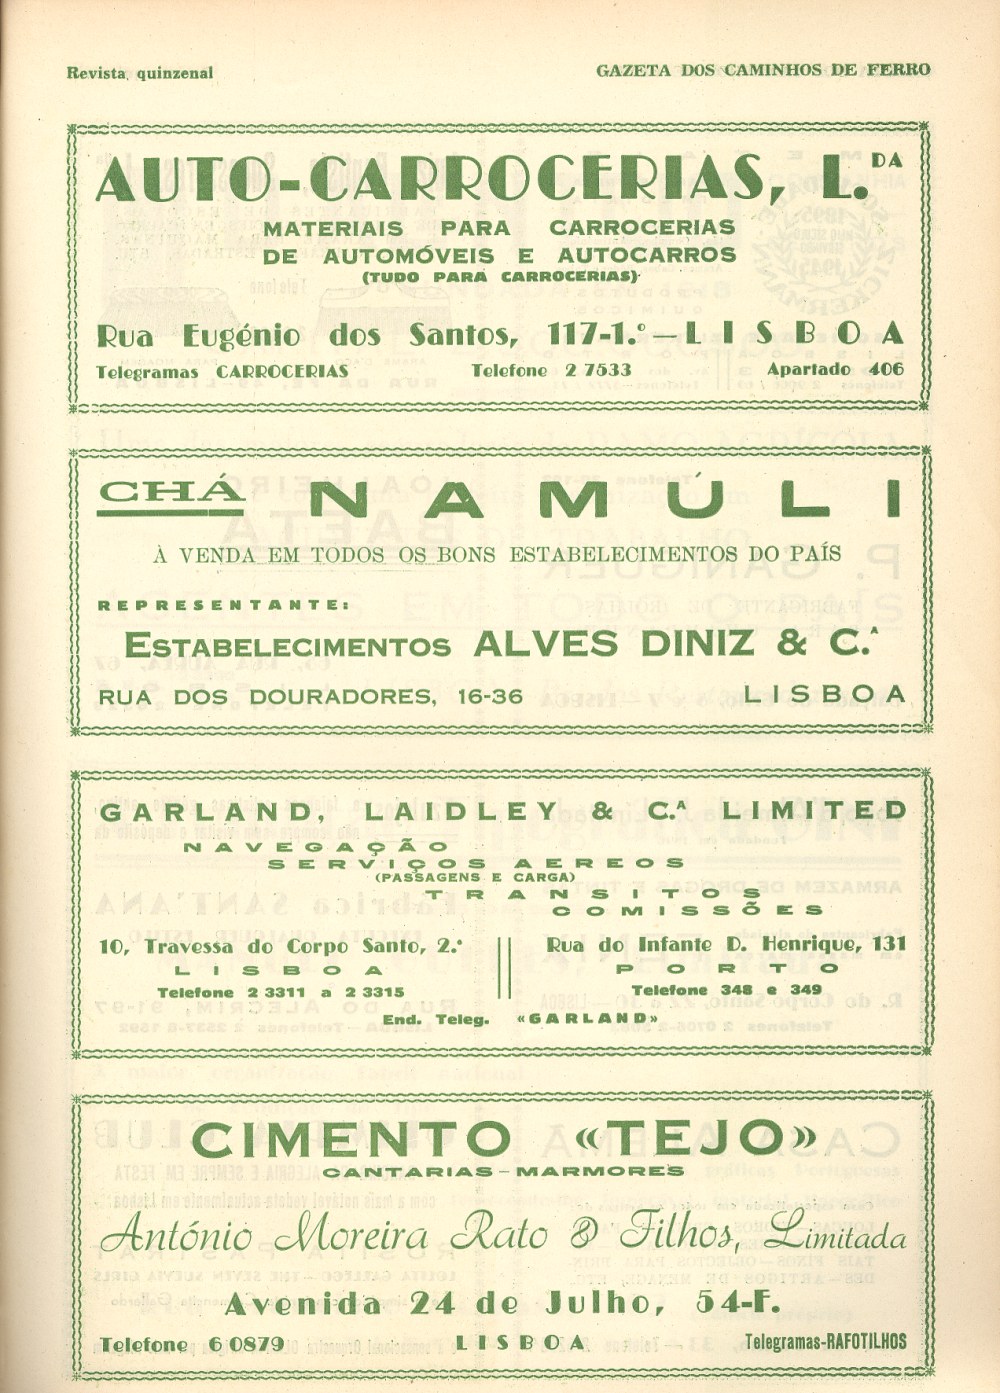 Revista quinzenal GAZETA DOS CAMINHOS DE FERRO
AUTO-CARROCERIAS, L.DA
MATERIAIS PARA CARROCERIAS
DE AUTOMÓVEIS E AUTOCARROS
(TUDO PARA CARROCERIAS)
Rua Eugénio dos Santos, 117-1.º — LISBOA
Telegramas CARROCERIAS Telefone 2 7533 Apartado 406
CHÁ NAMÚLI
À VENDA EM TODOS OS BONS ESTABELECIMENTOS DO PAÍS
REPRESENTANTE:
ESTABELECIMENTOS ALVES DINIZ & C.ª
RUA DOS DOURADORES, 16-36 LISBOA
GARLAND, LAIDLEY & C.ª LIMITED
NAVEGAÇÃO
SERVIÇOS AEREOS
(PASSAGENS E CARGA)
TRANSITOS
COMISSÕES
10, Travessa do Corpo Santo, 2.º
LISBOA
Telefone 2 3311 a 2 3315
Rua do Infante D. Henrique, 131
PORTO
Telefone 348 e 349
End. Teleg. «GARLAND»
CIMENTO «TEJO»
CANTARIAS – MARMORES
António Moreira Rato & Filhos, Limitada
Avenida 24 de Julho, 54-F.
Telefone 6 0879 LISBOA Telegramas-RAFOTILHOS